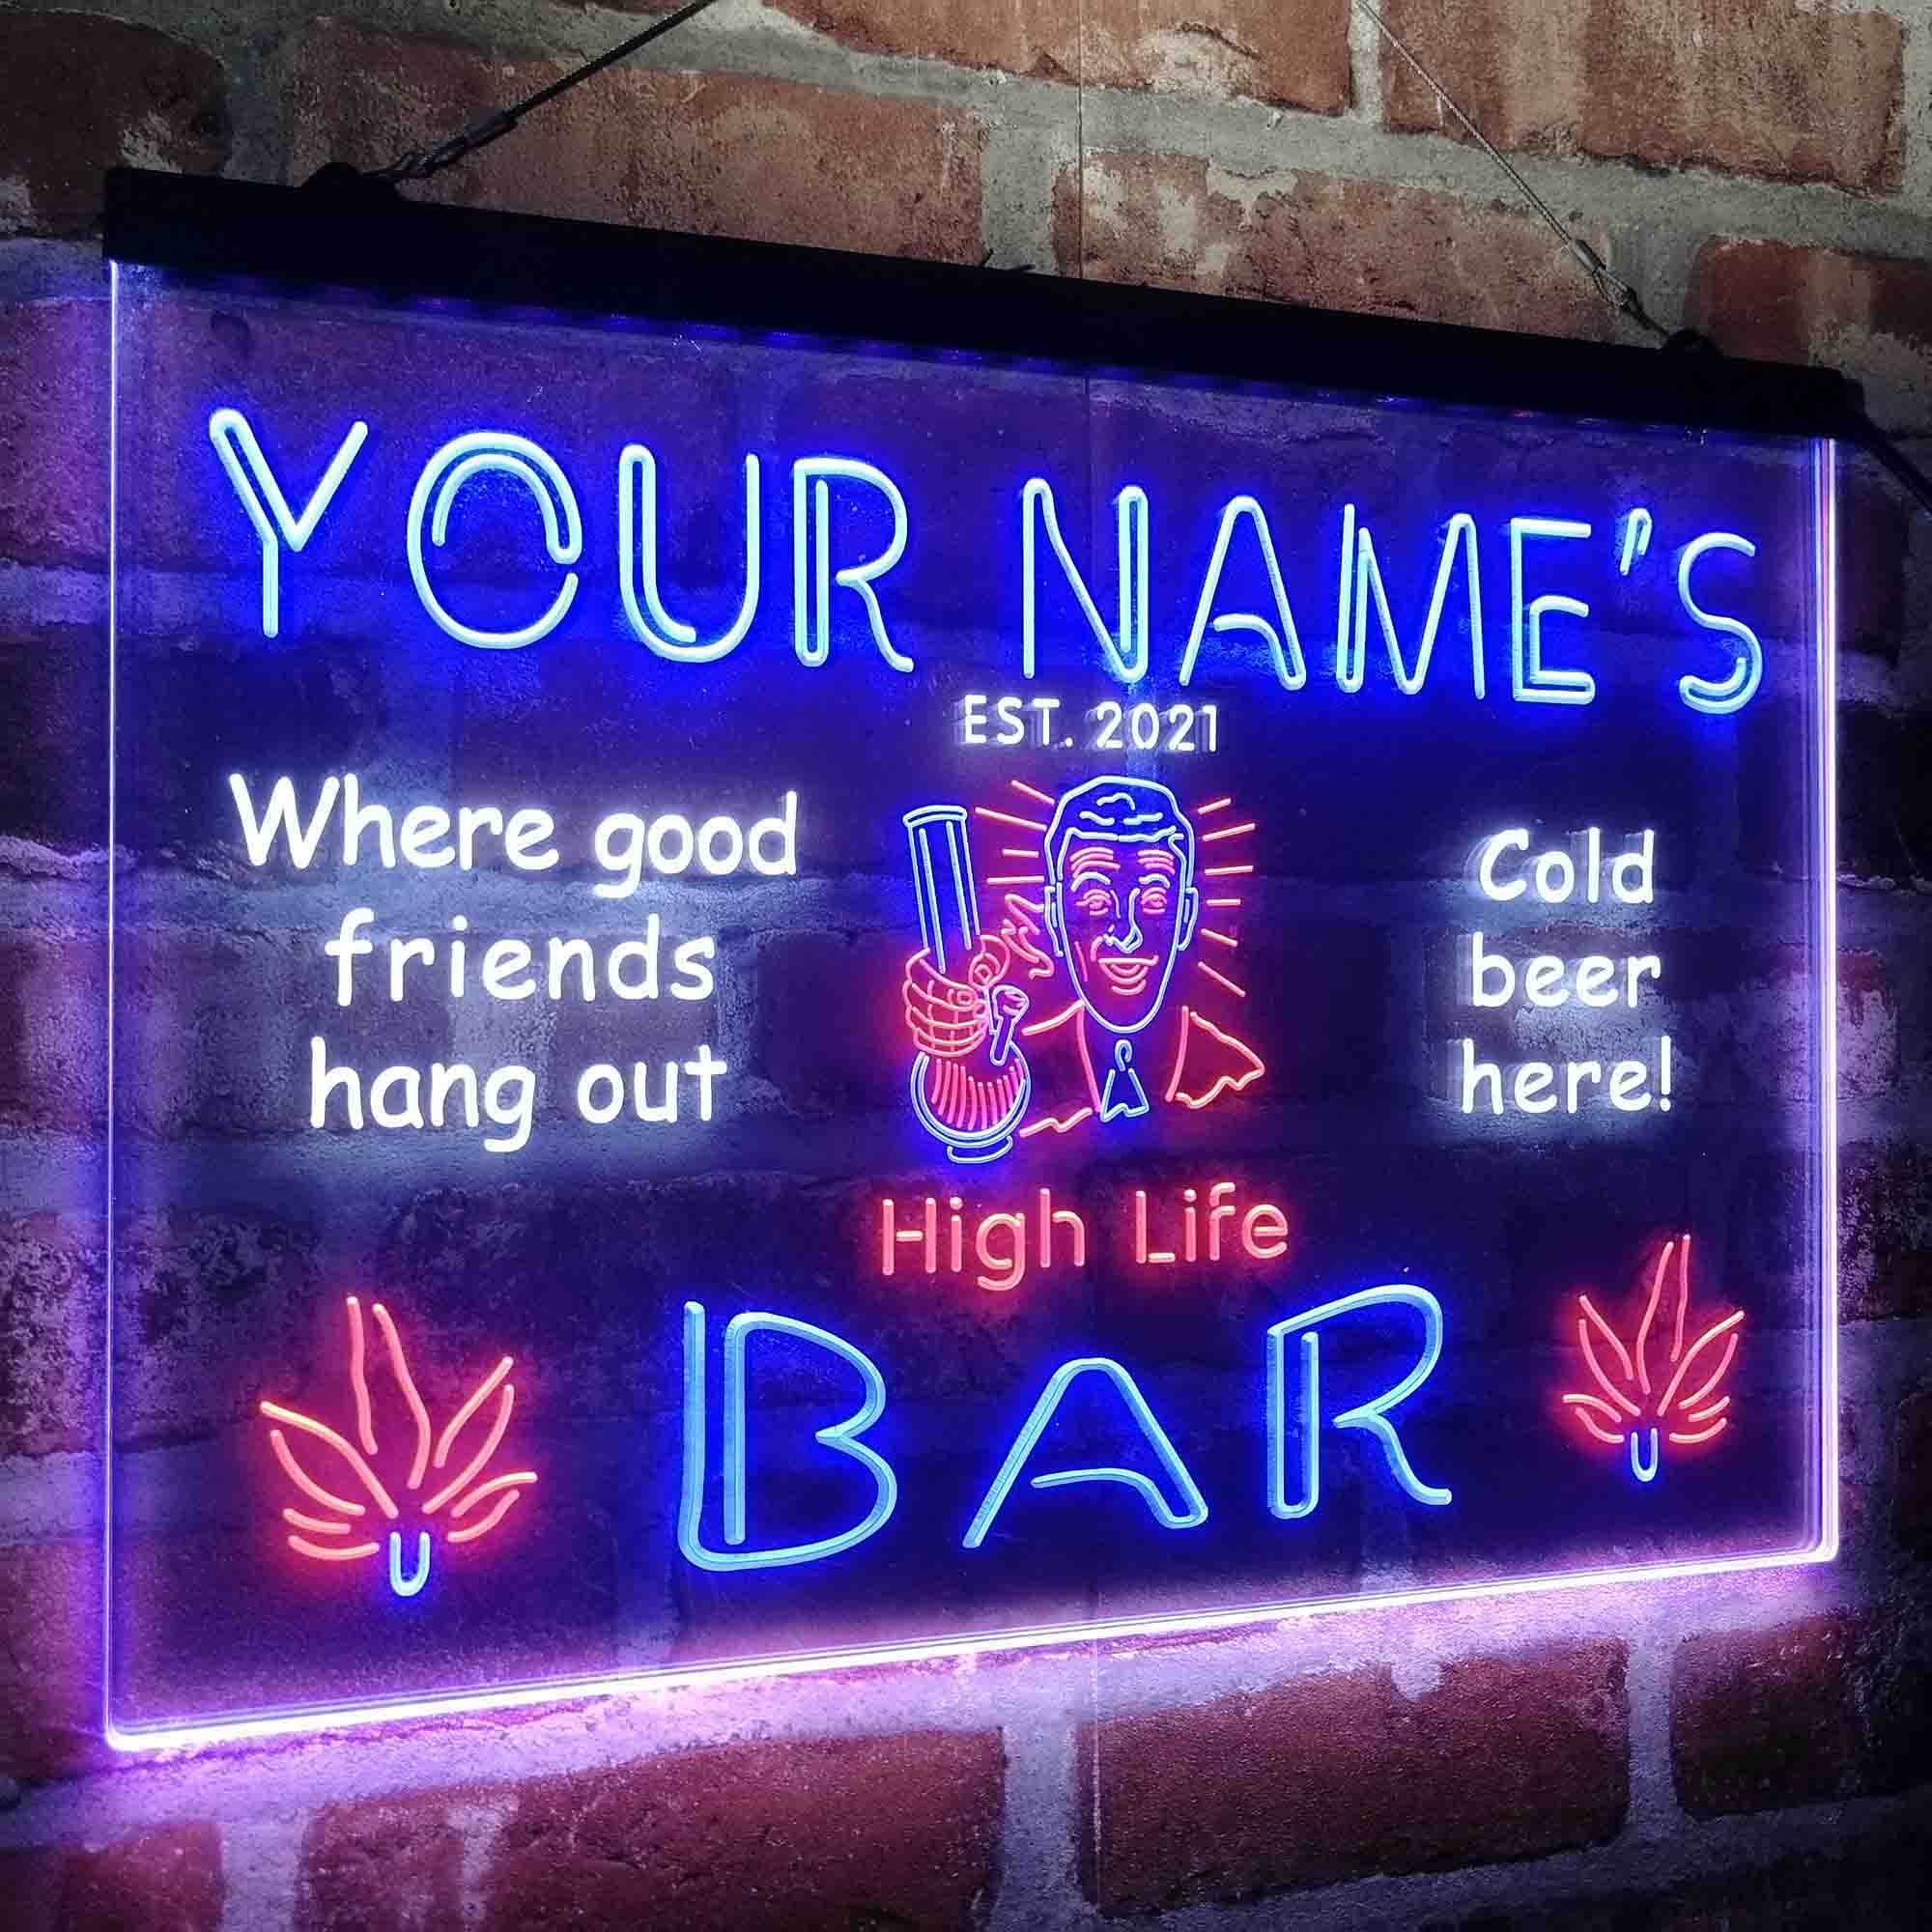 YOUR NAME'S
EST. 2021
Where good
friends
hang out
Cold
beer
here!
High Life
BAR